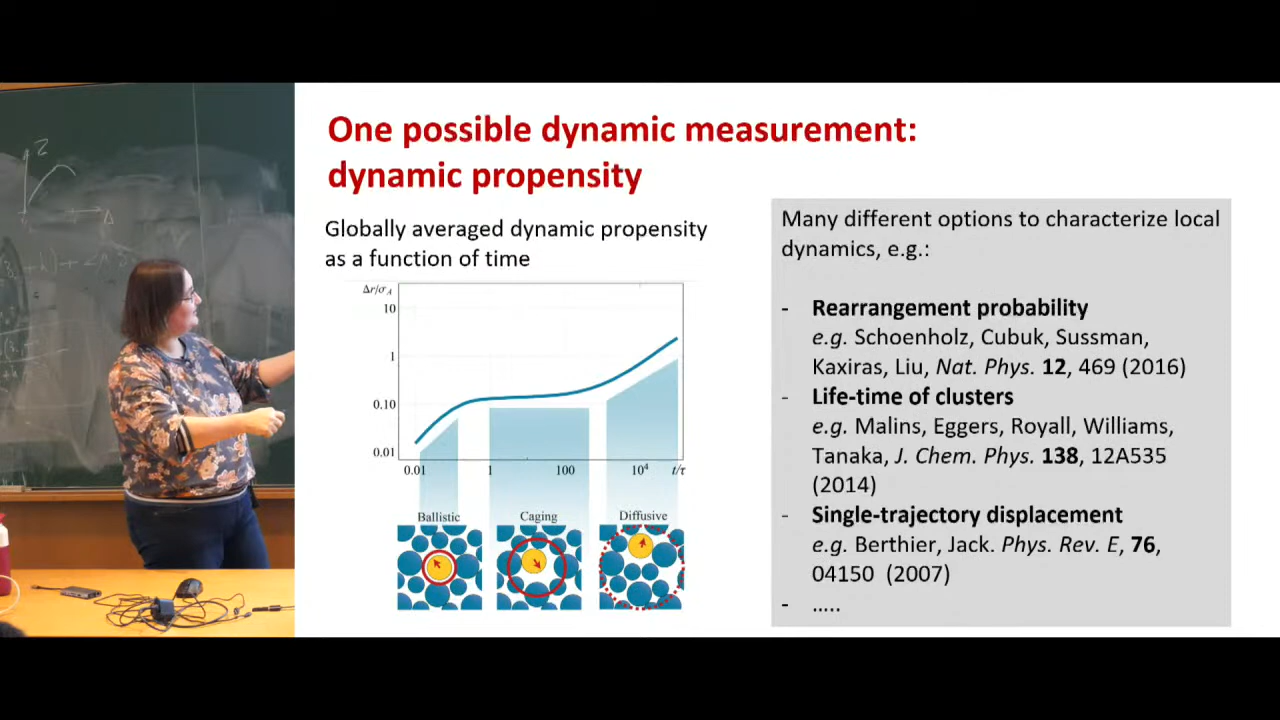 One possible dynamic measurement:
dynamic propensity
Globally averaged dynamic propensity
as a function of time
Δr/σA
10
1
0.10
0.01
0.01
1
100
10⁴
t/τ
Ballistic
Caging
Diffusive
Many different options to characterize local
dynamics, e.g.:
- Rearrangement probability
e.g. Schoenholz, Cubuk, Sussman,
Kaxiras, Liu, Nat. Phys. 12, 469 (2016)
- Life-time of clusters
e.g. Malins, Eggers, Royall, Williams,
Tanaka, J. Chem. Phys. 138, 12A535
(2014)
- Single-trajectory displacement
e.g. Berthier, Jack. Phys. Rev. E, 76,
04150 (2007)
- .....